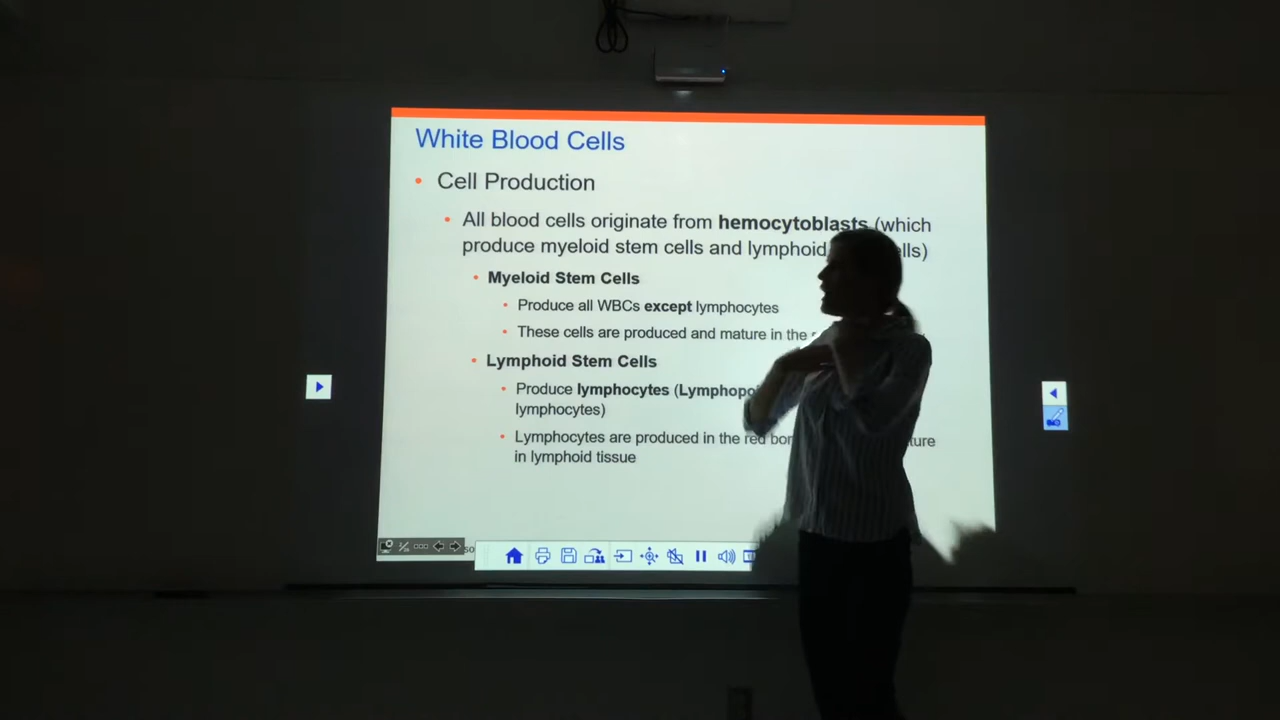 White Blood Cells
• Cell Production
• All blood cells originate from hemocytoblasts (which
produce myeloid stem cells and lymphoid
• Myeloid Stem Cells
• Produce all WBCs except lymphocytes
• These cells are produced and mature in the
• Lymphoid Stem Cells
• Produce lymphocytes (
lymphocytes)
• Lymphocytes are produced in the red
in lymphoid tissue